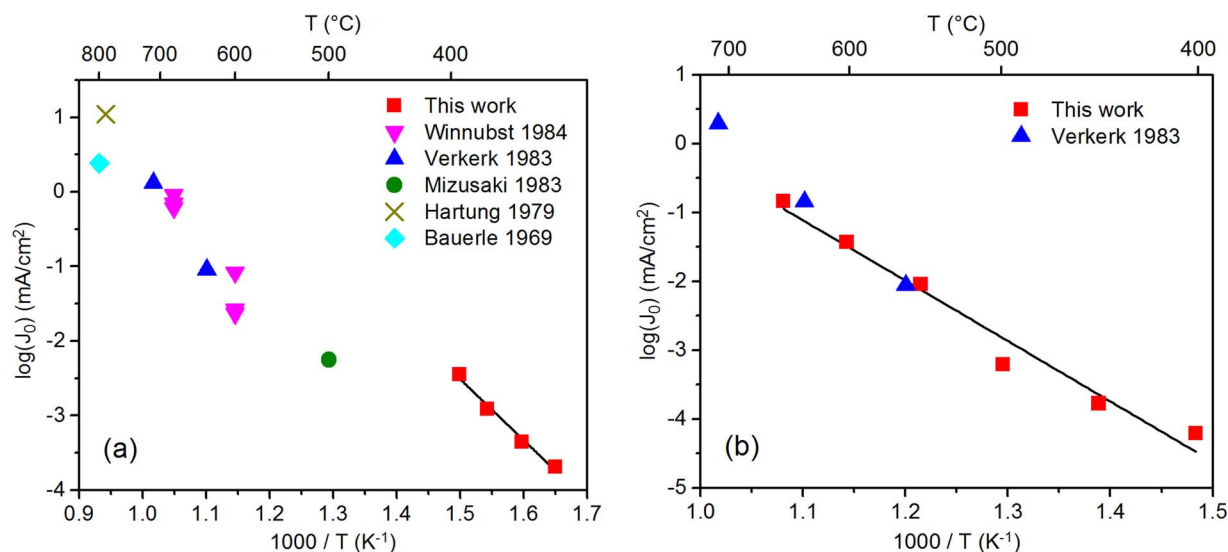 T (°C)
800 700 600 500 400
log(J₀) (mA/cm²)
1
0
-1
-2
-3
-4
This work
Winnubst 1984
Verkerk 1983
Mizusaki 1983
Hartung 1979
Bauerle 1969
(a)
0.9 1.0 1.1 1.2 1.3 1.4 1.5 1.6 1.7
1000 / T (K⁻¹)
T (°C)
700 600 500 400
log(J₀) (mA/cm²)
1
0
-1
-2
-3
-4
-5
This work
Verkerk 1983
(b)
1.0 1.1 1.2 1.3 1.4 1.5
1000 / T (K⁻¹)